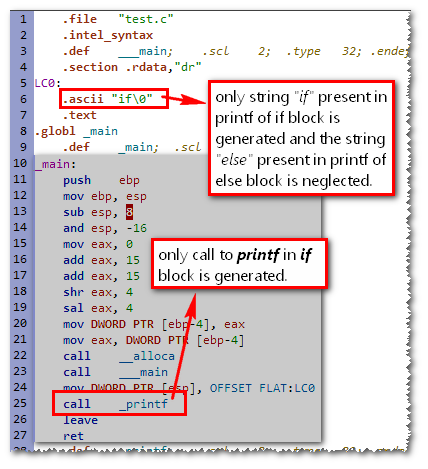 1 .file "test.c"
2 .intel_syntax
3 .def ___main; .scl 2; .type 32; .ende
4 .section .rdata,"dr"
5 LC0:
6 .ascii "if\0"
7 .text
8 .globl _main
9 .def _main; .scl
only string "if" present in
printf of if block is
generated and the string
"else" present in printf of
else block is neglected.
10 _main:
11 push ebp
12 mov ebp, esp
13 sub esp, 8
14 and esp, -16
15 mov eax, 0
16 add eax, 15
17 add eax, 15
18 shr eax, 4
19 sal eax, 4
only call to printf in if
block is generated.
20 mov DWORD PTR [ebp-4], eax
21 mov eax, DWORD PTR [ebp-4]
22 call __alloca
23 call ___main
24 mov DWORD PTR [esp], OFFSET FLAT:LC0
25 call _printf
26 leave
27 ret